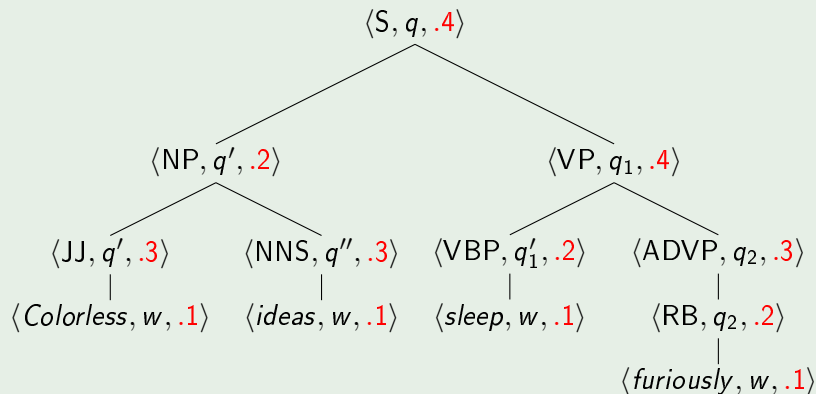 ⟨S, q, .4⟩
⟨NP, q′, .2⟩ ⟨VP, q₁, .4⟩
⟨JJ, q′, .3⟩ ⟨NNS, q″, .3⟩ ⟨VBP, q′₁, .2⟩ ⟨ADVP, q₂, .3⟩
⟨Colorless, w, .1⟩ ⟨ideas, w, .1⟩ ⟨sleep, w, .1⟩ ⟨RB, q₂, .2⟩
⟨furiously, w, .1⟩